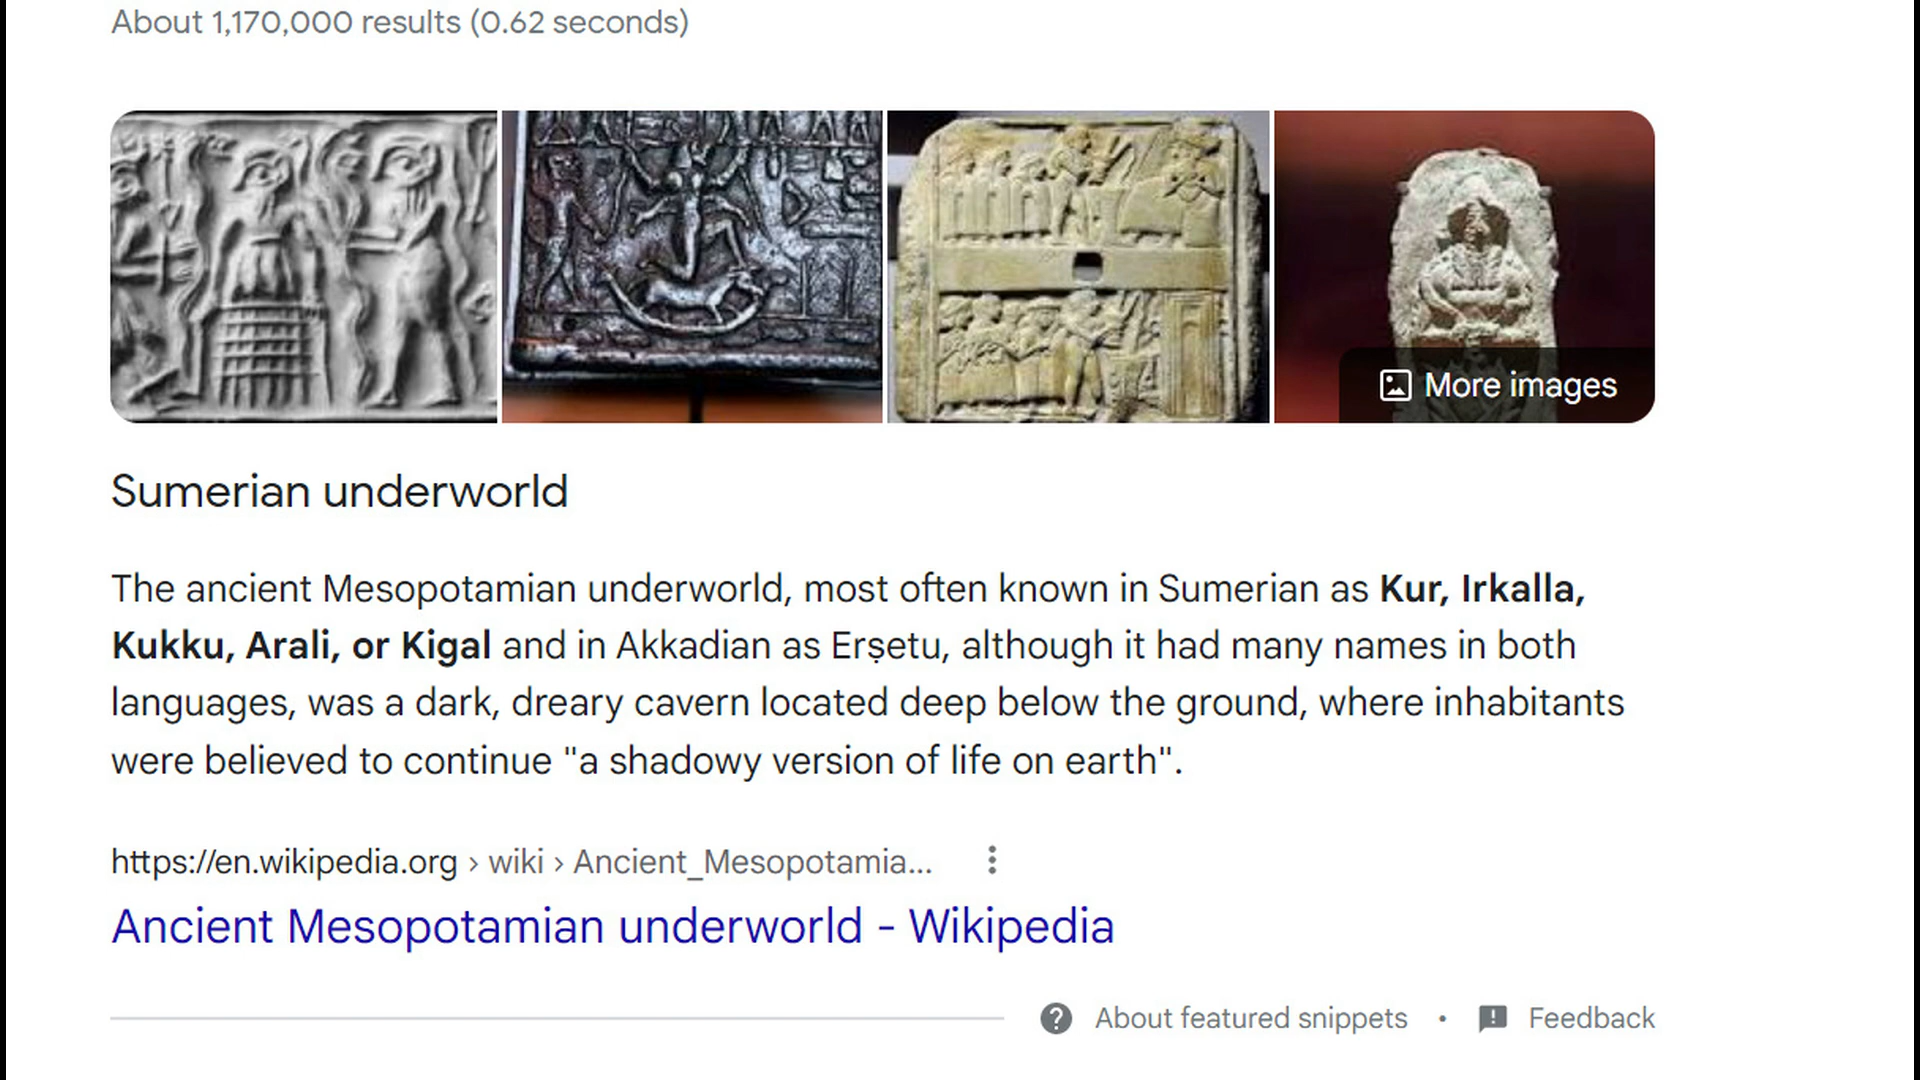 About 1,170,000 results (0.62 seconds)
More images
Sumerian underworld
The ancient Mesopotamian underworld, most often known in Sumerian as Kur, Irkalla,
Kukku, Arali, or Kigal and in Akkadian as Erṣetu, although it had many names in both
languages, was a dark, dreary cavern located deep below the ground, where inhabitants
were believed to continue "a shadowy version of life on earth".
https://en.wikipedia.org › wiki › Ancient_Mesopotamia...
Ancient Mesopotamian underworld - Wikipedia
About featured snippets • Feedback